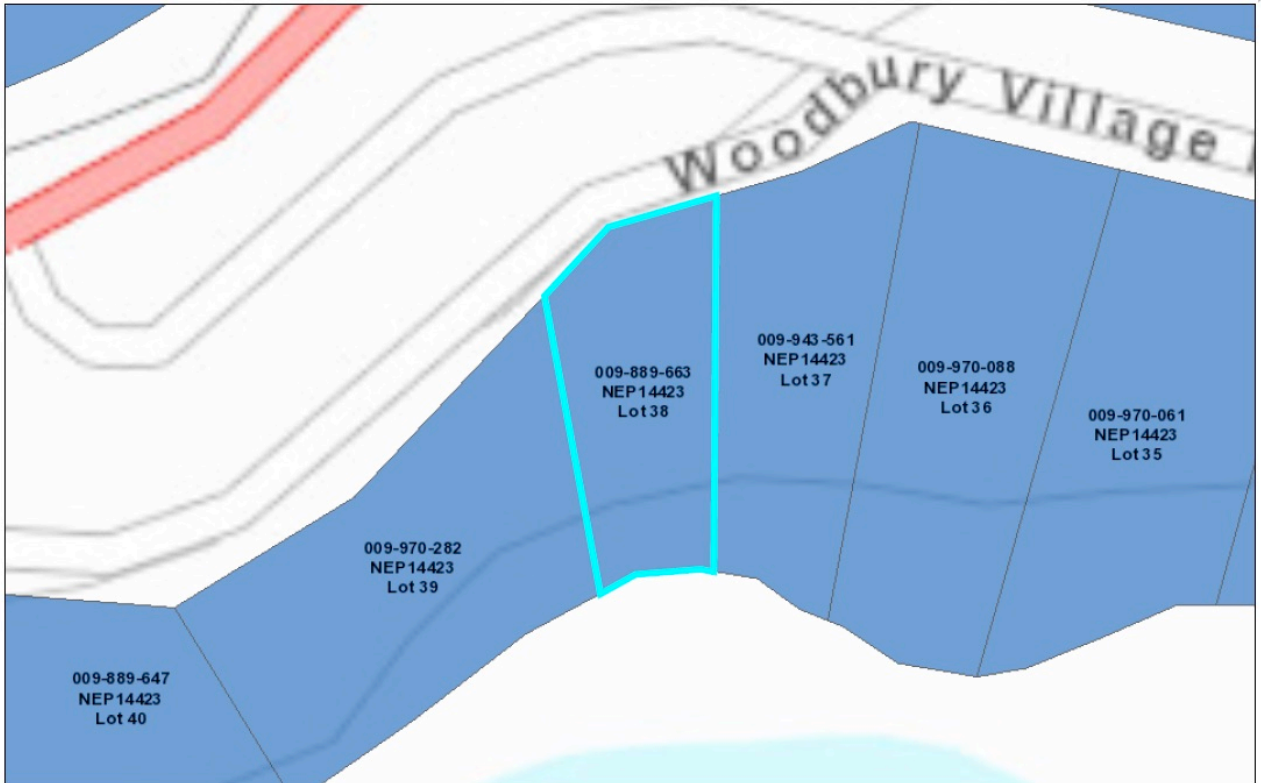 Woodbury Village
009-943-561
NEP14423
Lot 37
009-889-663
NEP14423
Lot 38
009-970-088
NEP14423
Lot 36
009-970-061
NEP14423
Lot 35
009-970-282
NEP14423
Lot 39
009-889-647
NEP14423
Lot 40